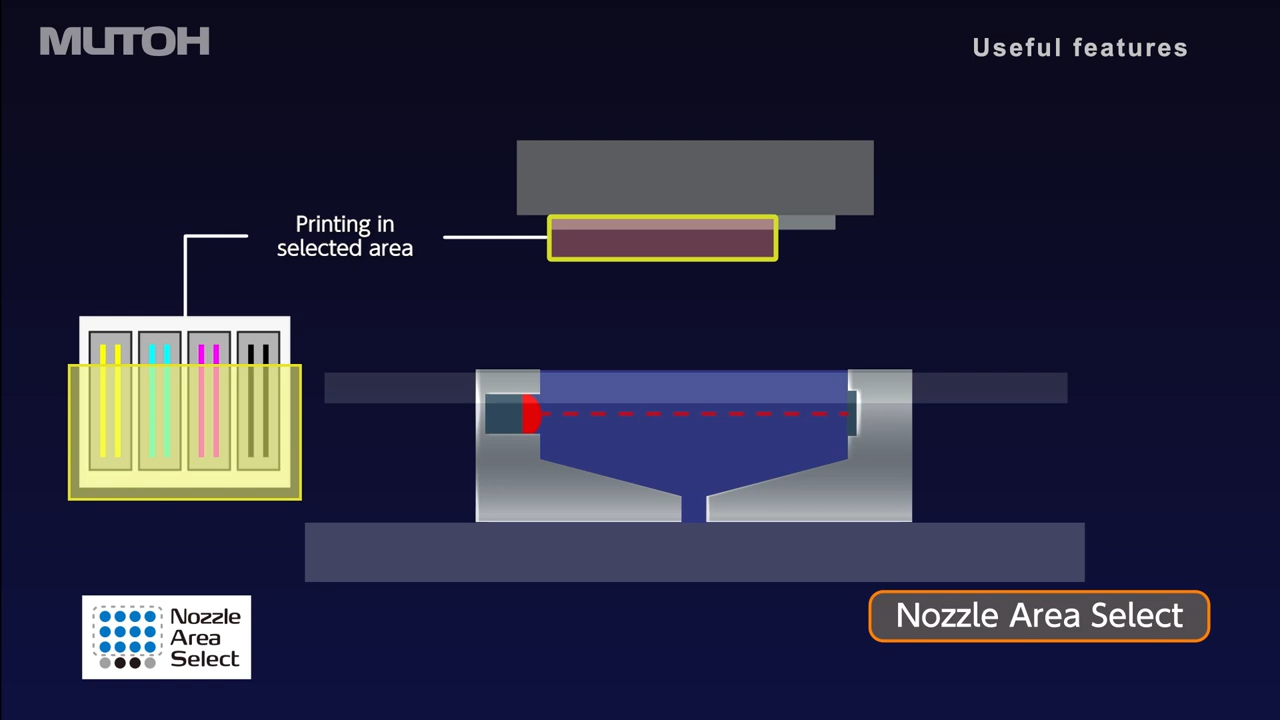 MUTOH
Useful features
Printing in
selected area
Nozzle
Area
Select
Nozzle Area Select